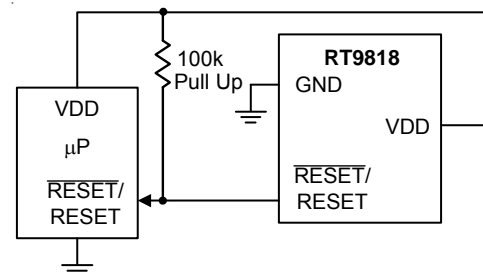 100k
Pull Up
RT9818
GND
VDD
RESET/
RESET
VDD
μP
RESET/
RESET